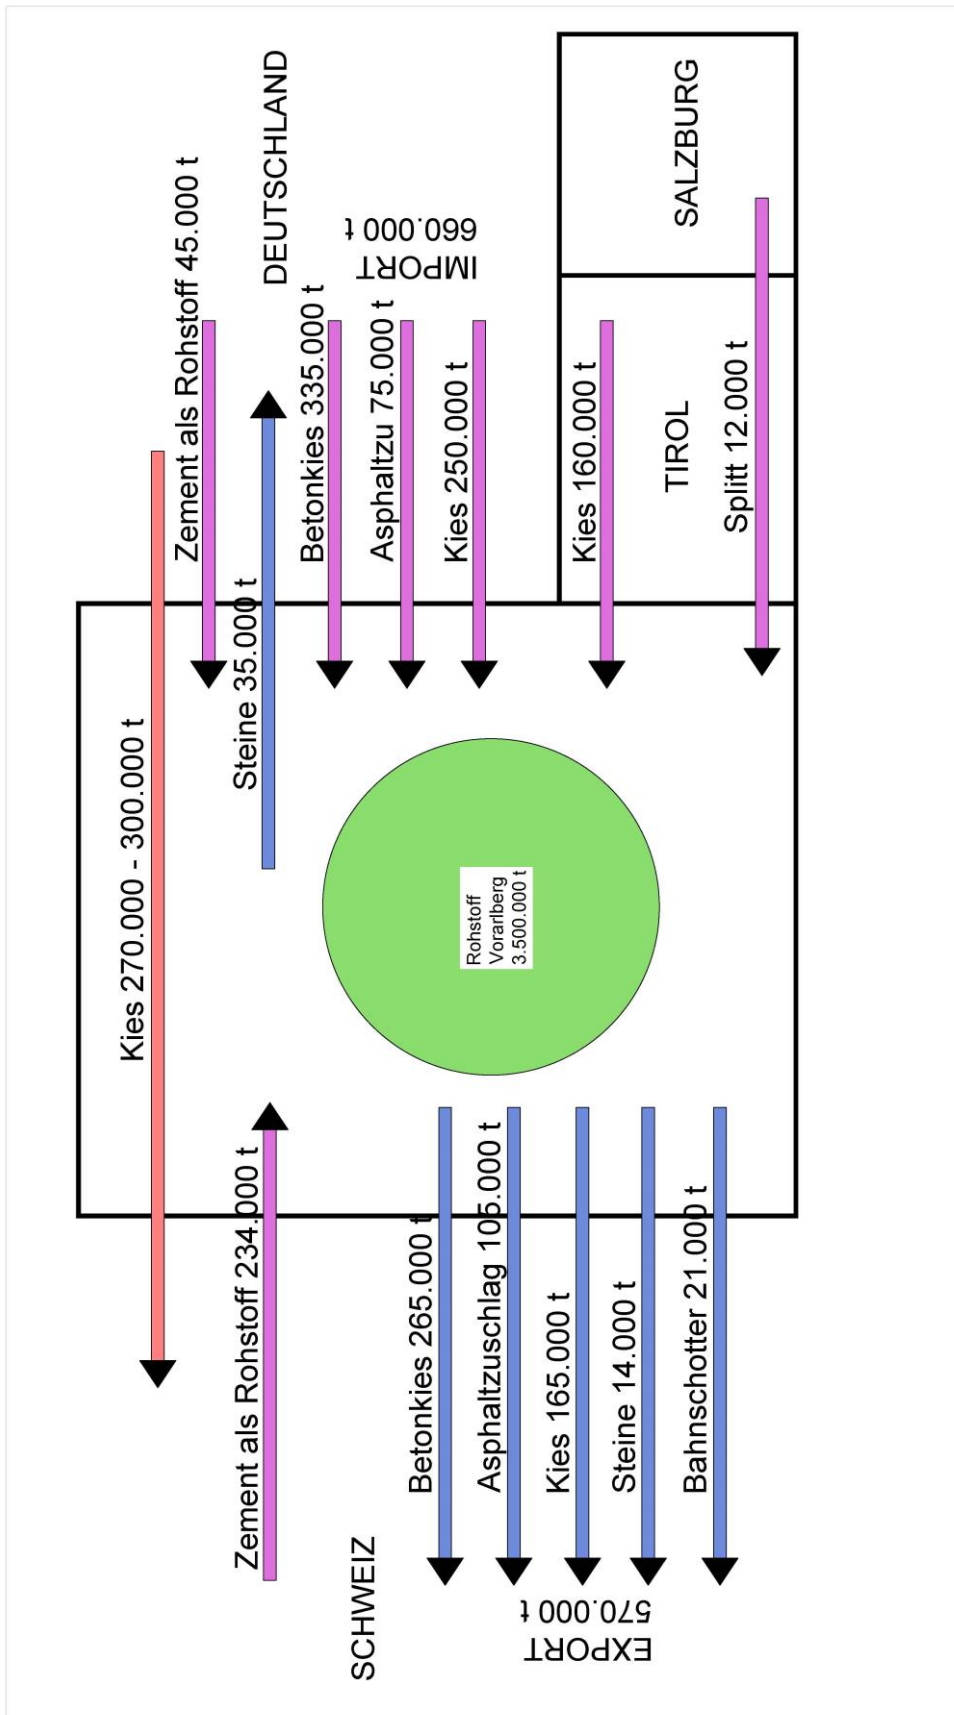 Kies 270.000 - 300.000 t
Zement als Rohstoff 45.000 t
DEUTSCHLAND
Steine 35.000 t
Betonkies 335.000 t
Asphaltzu 75.000 t
Kies 250.000 t
IMPORT
660.000 t
Kies 160.000 t
TIROL
SALZBURG
Splitt 12.000 t
Rohstoff
Vorarlberg
3.500.000 t
Zement als Rohstoff 234.000 t
SCHWEIZ
Betonkies 265.000 t
Asphaltzuschlag 105.000 t
Kies 165.000 t
Steine 14.000 t
Bahnschotter 21.000 t
EXPORT
570.000 t